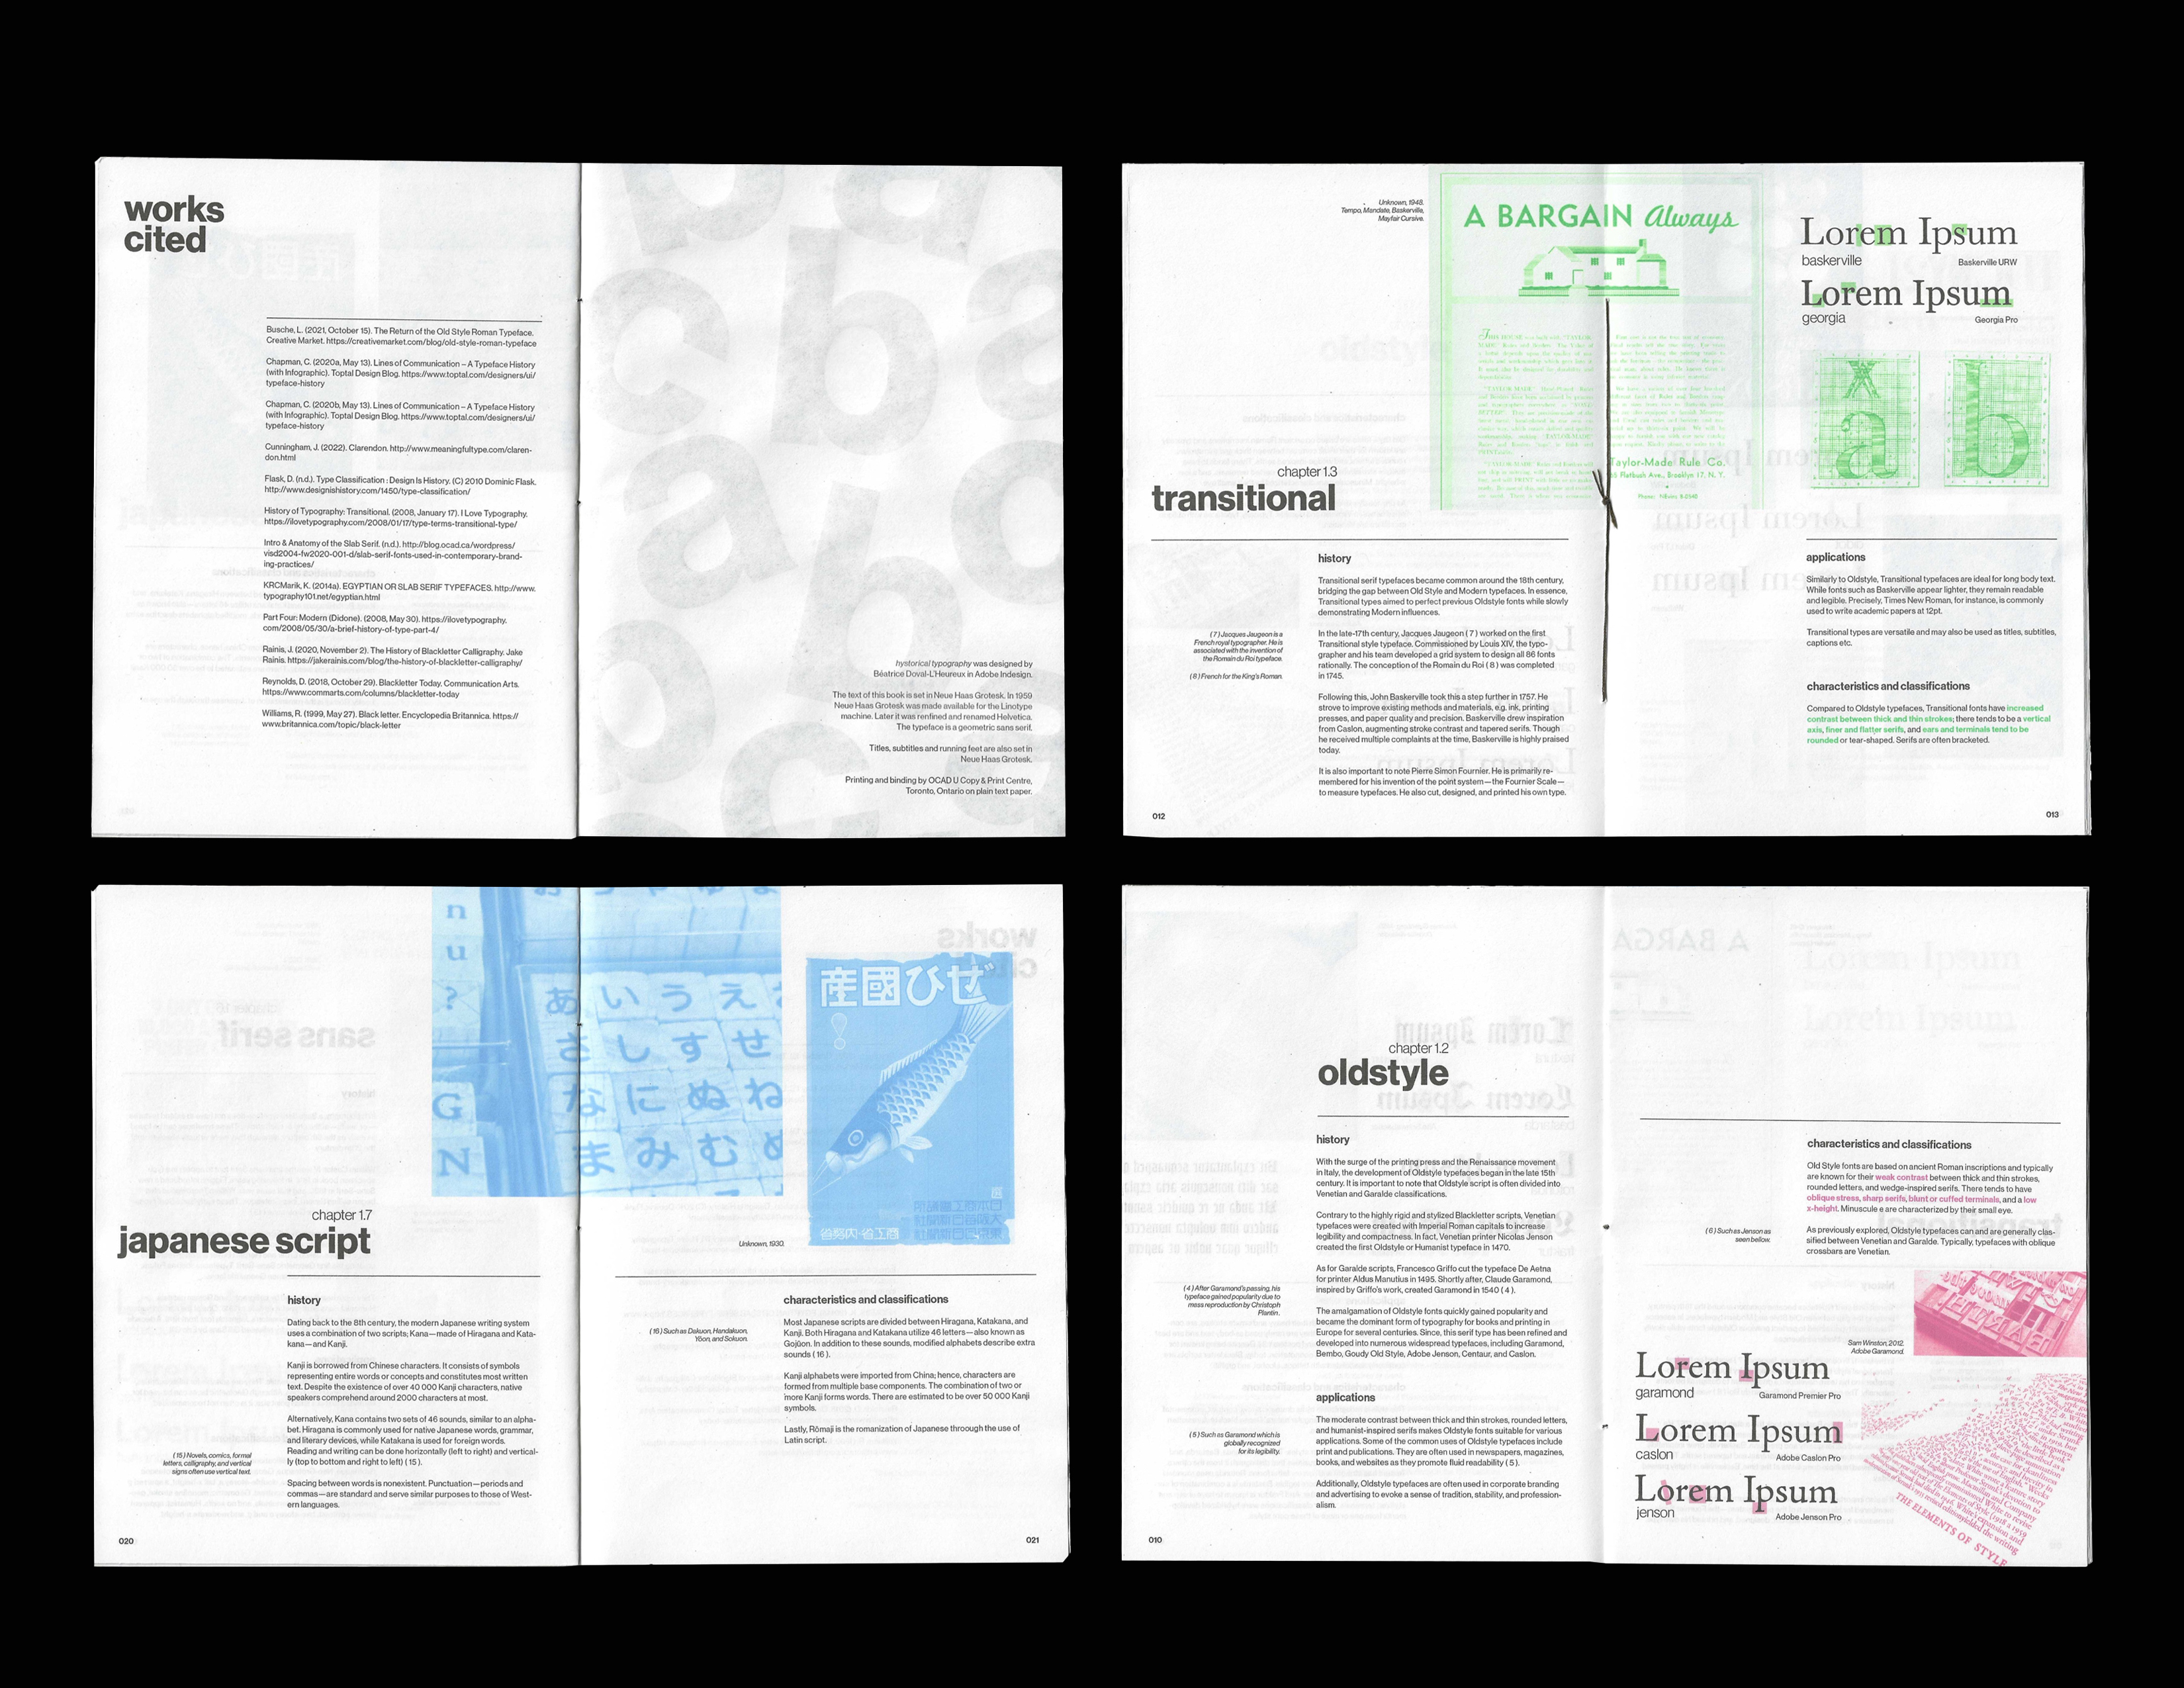 works
cited
Busche, L. (2021, October 15). The Return of the Old Style Roman Typeface.
Creative Market. https://creativemarket.com/blog/old-style-roman-typeface
Chapman, C. (2020a, May 13). Lines of Communication – A Typeface History
(with Infographic). Toptal Design Blog. https://www.toptal.com/designers/ui/
typeface-history
Chapman, C. (2020b, May 13). Lines of Communication – A Typeface History
(with Infographic). Toptal Design Blog. https://www.toptal.com/designers/ui/
typeface-history
Cunningham, J. (2022). Clarendon. http://www.meaningfultype.com/claren-
don.html
Flask, D. (n.d.). Type Classification : Design Is History. (C) 2010 Dominic Flask.
http://www.designishistory.com/1450/type-classification/
History of Typography: Transitional. (2008, January 17). I Love Typography.
https://ilovetypography.com/2008/01/17/type-terms-transitional-type/
Intro & Anatomy of the Slab Serif. (n.d.). http://blog.ocad.ca/wordpress/
visd2004-fw2020-001-d/slab-serif-fonts-used-in-contemporary-brand-
ing-practices/
KRCMarik, K. (2014a). EGYPTIAN OR SLAB SERIF TYPEFACES. http://www.
typography101.net/egyptian.html
Part Four: Modern (Didone). (2008, May 30). https://ilovetypography.
com/2008/05/30/a-brief-history-of-type-part-4/
Rainis, J. (2020, November 2). The History of Blackletter Calligraphy. Jake
Rainis. https://jakerainis.com/blog/the-history-of-blackletter-calligraphy/
Reynolds, D. (2018, October 29). Blackletter Today. Communication Arts.
https://www.commarts.com/columns/blackletter-today
Williams, R. (1999, May 27). Black letter. Encyclopedia Britannica. https://
www.britannica.com/topic/black-letter
hystorical typography was designed by
Béatrice Doval-L'Heureux in Adobe Indesign.
The text of this book is set in Neue Haas Grotesk. In 1959
Neue Haas Grotesk was made available for the Linotype
machine. Later it was refined and renamed Helvetica.
The typeface is a geometric sans serif.
Titles, subtitles and running feet are also set in
Neue Haas Grotesk.
Printing and binding by OCAD U Copy & Print Centre,
Toronto, Ontario on plain text paper.
Unknown, 1948.
Tempo, Mandate, Baskerville,
Mayfair Cursive.
A BARGAIN Always
Taylor-Made Rule Co.
Flatbush Ave., Brooklyn 17, N. Y.
chapter 1.3
transitional
history
Transitional serif typefaces became common around the 18th century,
bridging the gap between Old Style and Modern typefaces. In essence,
Transitional types aimed to perfect previous Oldstyle fonts while slowly
demonstrating Modern influences.
In the late-17th century, Jacques Jaugeon ( 7 ) worked on the first
Transitional style typeface. Commissioned by Louis XIV, the typo-
grapher and his team developed a grid system to design all 86 fonts
rationally. The conception of the Romain du Roi ( 8 ) was completed
in 1745.
Following this, John Baskerville took this a step further in 1757. He
strove to improve existing methods and materials, e.g. ink, printing
presses, and paper quality and precision. Baskerville drew inspiration
from Caslon, augmenting stroke contrast and tapered serifs. Though
he received multiple complaints at the time, Baskerville is highly praised
today.
It is also important to note Pierre Simon Fournier. He is primarily re-
membered for his invention of the point system—the Fournier Scale—
to measure typefaces. He also cut, designed, and printed his own type.
( 7 ) Jacques Jaugeon is a
French royal typographer. He is
associated with the invention of
the Romain du Roi typeface.
( 8 ) French for the King's Roman.
012
Lorem Ipsum
baskerville
Baskerville URW
Lorem Ipsum
georgia
Georgia Pro
a
b
applications
Similarly to Oldstyle, Transitional typefaces are ideal for long body text.
While fonts such as Baskerville appear lighter, they remain readable
and legible. Precisely, Times New Roman, for instance, is commonly
used to write academic papers at 12pt.
Transitional types are versatile and may also be used as titles, subtitles,
captions etc.
characteristics and classifications
Compared to Oldstyle typefaces, Transitional fonts have increased
contrast between thick and thin strokes; there tends to be a vertical
axis, finer and flatter serifs, and ears and terminals tend to be
rounded or tear-shaped. Serifs are often bracketed.
013
n
u
?
G
N
あいうえ
さしすせ
なにぬね
まみむめ
産國ひぜ
Unknown, 1930.
chapter 1.7
japanese script
history
Dating back to the 8th century, the modern Japanese writing system
uses a combination of two scripts; Kana—made of Hiragana and Kata-
kana—and Kanji.
Kanji is borrowed from Chinese characters. It consists of symbols
representing entire words or concepts and constitutes most written
text. Despite the existence of over 40 000 Kanji characters, native
speakers comprehend around 2000 characters at most.
Alternatively, Kana contains two sets of 46 sounds, similar to an alpha-
bet. Hiragana is commonly used for native Japanese words, grammar,
and literary devices, while Katakana is used for foreign words.
Reading and writing can be done horizontally (left to right) and vertical-
ly (top to bottom and right to left) ( 15 ).
Spacing between words is nonexistent. Punctuation—periods and
commas—are standard and serve similar purposes to those of West-
ern languages.
( 15 ) Novels, comics, formal
letters, calligraphy, and vertical
signs often use vertical text.
020
characteristics and classifications
Most Japanese scripts are divided between Hiragana, Katakana, and
Kanji. Both Hiragana and Katakana utilize 46 letters—also known as
Gojūon. In addition to these sounds, modified alphabets describe extra
sounds ( 16 ).
Kanji alphabets were imported from China; hence, characters are
formed from multiple base components. The combination of two or
more Kanji forms words. There are estimated to be over 50 000 Kanji
symbols.
Lastly, Rōmaji is the romanization of Japanese through the use of
Latin script.
( 16 ) Such as Dakuon, Handakuon,
Yōon, and Sokuon.
021
chapter 1.2
oldstyle
history
With the surge of the printing press and the Renaissance movement
in Italy, the development of Oldstyle typefaces began in the late 15th
century. It is important to note that Oldstyle script is often divided into
Venetian and Garalde classifications.
Contrary to the highly rigid and stylized Blackletter scripts, Venetian
typefaces were created with Imperial Roman capitals to increase
legibility and compactness. In fact, Venetian printer Nicolas Jenson
created the first Oldstyle or Humanist typeface in 1470.
As for Garalde scripts, Francesco Griffo cut the typeface De Aetna
for printer Aldus Manutius in 1495. Shortly after, Claude Garamond,
inspired by Griffo's work, created Garamond in 1540 ( 4 ).
The amalgamation of Oldstyle fonts quickly gained popularity and
became the dominant form of typography for books and printing in
Europe for several centuries. Since, this serif type has been refined and
developed into numerous widespread typefaces, including Garamond,
Bembo, Goudy Old Style, Adobe Jenson, Centaur, and Caslon.
( 4 ) After Garamond's passing, his
typeface gained popularity due to
mass reproduction by Christoph
Plantin.
applications
The moderate contrast between thick and thin strokes, rounded letters,
and humanist-inspired serifs makes Oldstyle fonts suitable for various
applications. Some of the common uses of Oldstyle typefaces include
print and publications. They are often used in newspapers, magazines,
books, and websites as they promote fluid readability ( 5 ).
Additionally, Oldstyle typefaces are often used in corporate branding
and advertising to evoke a sense of tradition, stability, and profession-
alism.
( 5 ) Such as Garamond which is
globally recognized
for its legibility.
010
characteristics and classifications
Old Style fonts are based on ancient Roman inscriptions and typically
are known for their weak contrast between thick and thin strokes,
rounded letters, and wedge-inspired serifs. There tends to have
oblique stress, sharp serifs, blunt or cuffed terminals, and a low
x-height. Minuscule e are characterized by their small eye.
As previously explored, Oldstyle typefaces can and are generally clas-
sified between Venetian and Garalde. Typically, typefaces with oblique
crossbars are Venetian.
( 6 ) Such as Jenson as
seen below.
Sam Winston, 2012.
Adobe Garamond.
Lorem Ipsum
garamond
Garamond Premier Pro
Lorem Ipsum
caslon
Adobe Caslon Pro
Lorem Ipsum
jenson
Adobe Jenson Pro
THE ELEMENTS OF STYLE